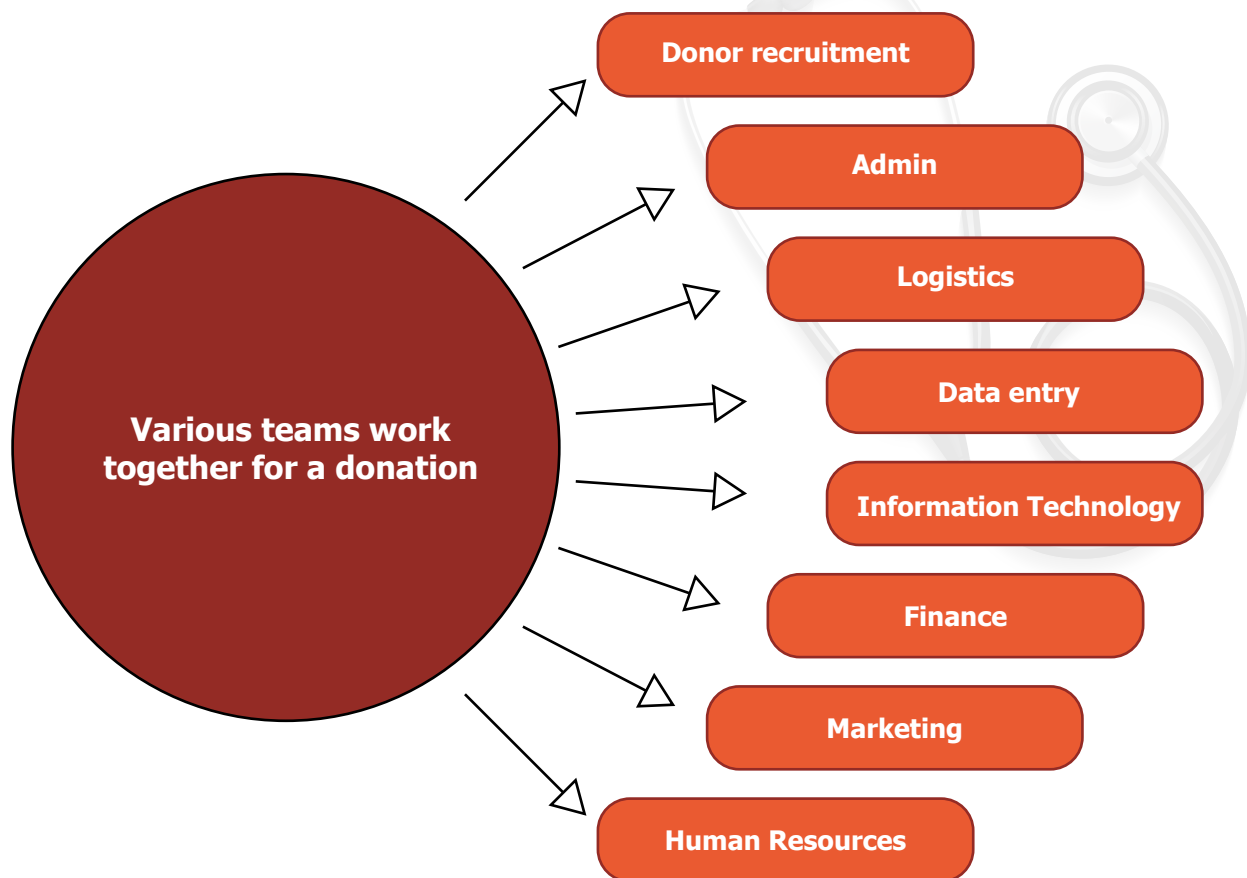 Donor recruitment
Admin
Logistics
Data entry
Various teams work
together for a donation
Information Technology
Finance
Marketing
Human Resources